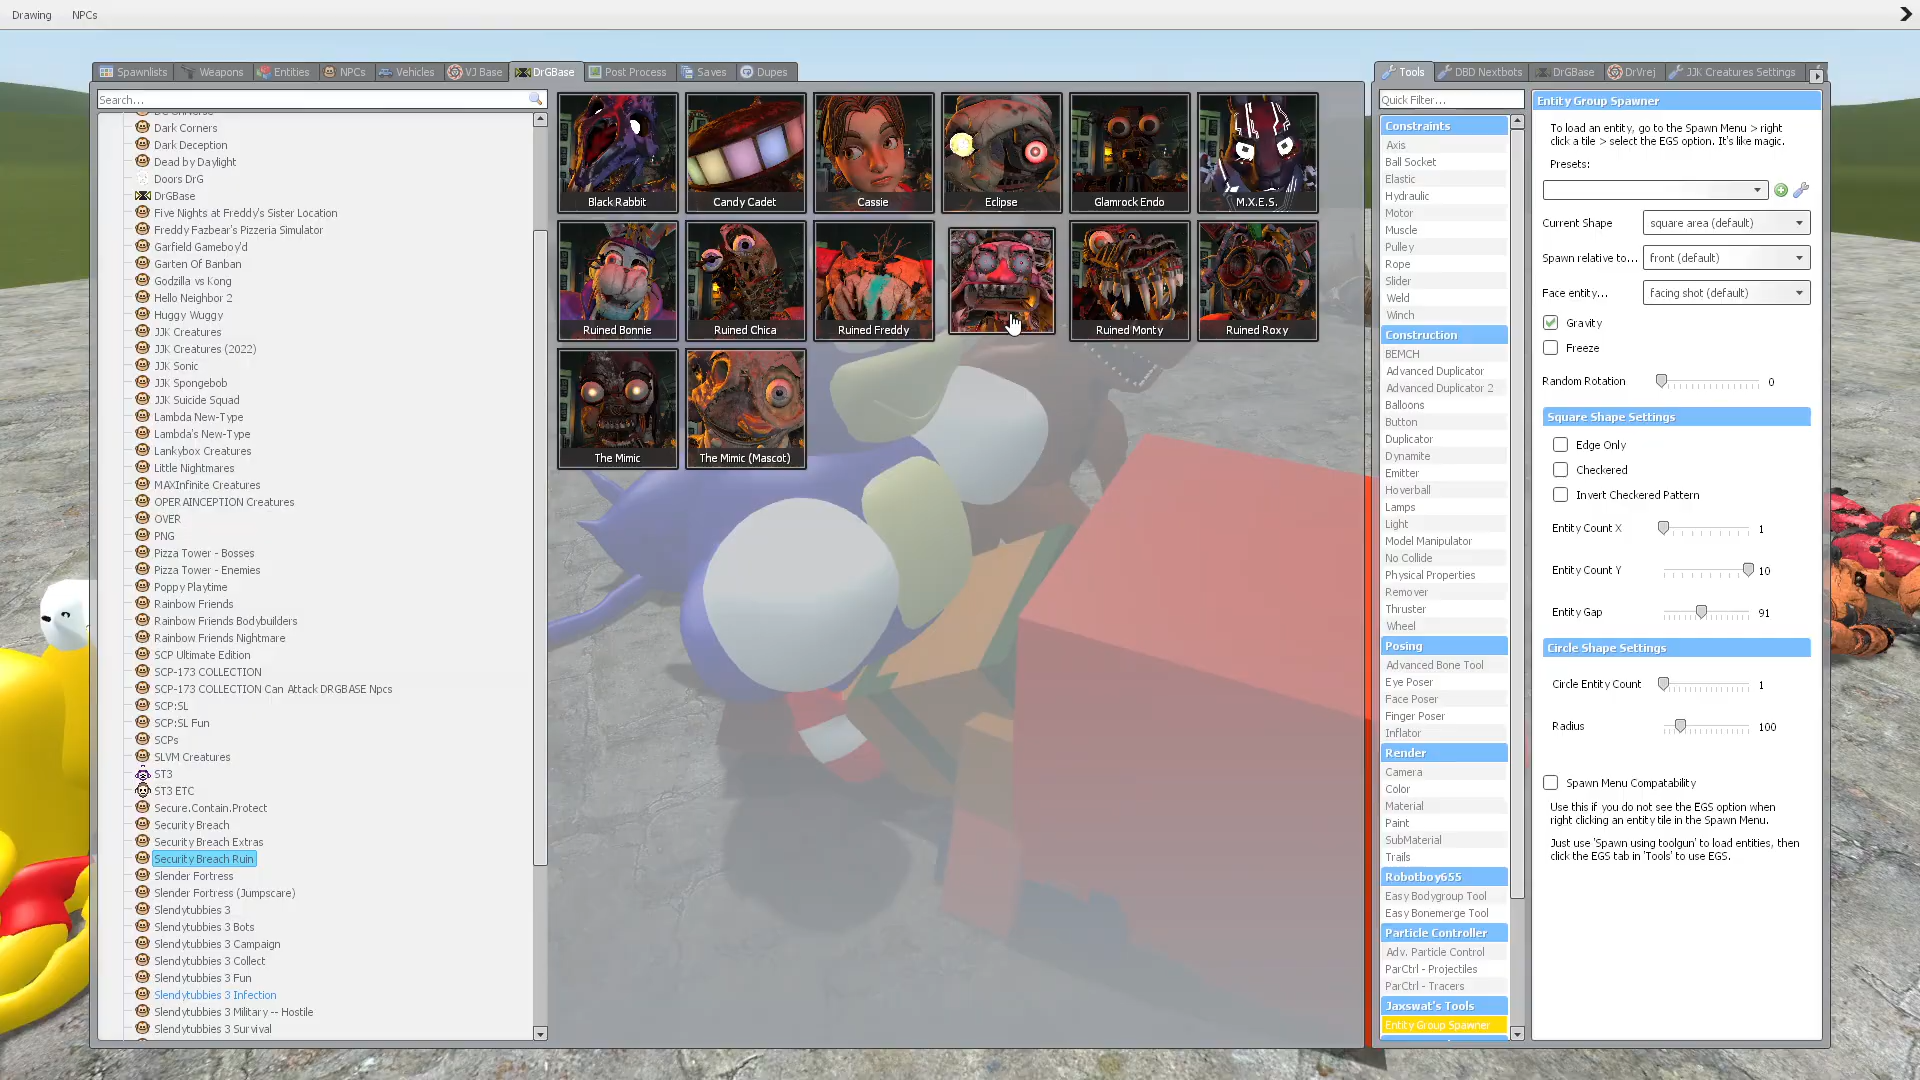 Drawing NPCs
Spawnlists Weapons Entities NPCs Vehicles VJ Base DrGBase Post Process Saves Dupes
Search...
Dark Corners
Dark Deception
Dead by Daylight
Doors DrG
DrGBase
Five Nights at Freddy's Sister Location
Freddy Fazbear's Pizzeria Simulator
Garfield Gameboy'd
Garten Of Banban
Godzilla vs Kong
Hello Neighbor 2
Huggy Wuggy
JJK Creatures
JJK Creatures (2022)
JJK Sonic
JJK Spongebob
JJK Suicide Squad
Lambda New-Type
Lambda's New-Type
Lankybox Creatures
Little Nightmares
MAXInfinite Creatures
OPERAINCEPTION Creatures
OVER
PNG
Pizza Tower - Bosses
Pizza Tower - Enemies
Poppy Playtime
Rainbow Friends
Rainbow Friends Bodybuilders
Rainbow Friends Nightmare
SCP Ultimate Edition
SCP-173 COLLECTION
SCP-173 COLLECTION Can Attack DRGBASE Npcs
SCP:SL
SCP:SL Fun
SCPs
SLVM Creatures
ST3
ST3 ETC
Secure.Contain.Protect
Security Breach
Security Breach Extras
Security Breach Ruin
Slender Fortress
Slender Fortress (Jumpscare)
Slendytubbies 3
Slendytubbies 3 Bots
Slendytubbies 3 Campaign
Slendytubbies 3 Collect
Slendytubbies 3 Fun
Slendytubbies 3 Infection
Slendytubbies 3 Military -- Hostile
Slendytubbies 3 Survival
Black Rabbit Candy Cadet Cassie Eclipse Glamrock Endo M.X.E.S.
Ruined Bonnie Ruined Chica Ruined Freddy Ruined Monty Ruined Roxy
The Mimic The Mimic (Mascot)
Tools DBD Nextbots DrGBase DrVrej JJK Creatures Settings
Quick Filter...
Constraints
Axis
Ball Socket
Elastic
Hydraulic
Motor
Muscle
Pulley
Rope
Slider
Weld
Winch
Construction
BEMCH
Advanced Duplicator
Advanced Duplicator 2
Balloons
Button
Duplicator
Dynamite
Emitter
Hoverball
Lamps
Light
Model Manipulator
No Collide
Physical Properties
Remover
Thruster
Wheel
Posing
Advanced Bone Tool
Eye Poser
Face Poser
Finger Poser
Inflator
Render
Camera
Color
Material
Paint
SubMaterial
Trails
Robotboy655
Easy Bodygroup Tool
Easy Bonemerge Tool
Particle Controller
Adv. Particle Control
ParCtrl - Projectiles
ParCtrl - Tracers
Jaxswat's Tools
Entity Group Spawner
Entity Group Spawner
To load an entity, go to the Spawn Menu > right
click a tile > select the EGS option. It's like magic.
Presets:
Current Shape square area (default)
Spawn relative to... front (default)
Face entity... facing shot (default)
Gravity
Freeze
Random Rotation 0
Square Shape Settings
Edge Only
Checkered
Invert Checkered Pattern
Entity Count X 1
Entity Count Y 10
Entity Gap 91
Circle Shape Settings
Circle Entity Count 1
Radius 100
Spawn Menu Compatability
Use this if you do not see the EGS option when
right clicking an entity tile in the Spawn Menu.
Just use 'Spawn using toolgun' to load entities, then
click the EGS tab in 'Tools' to use EGS.